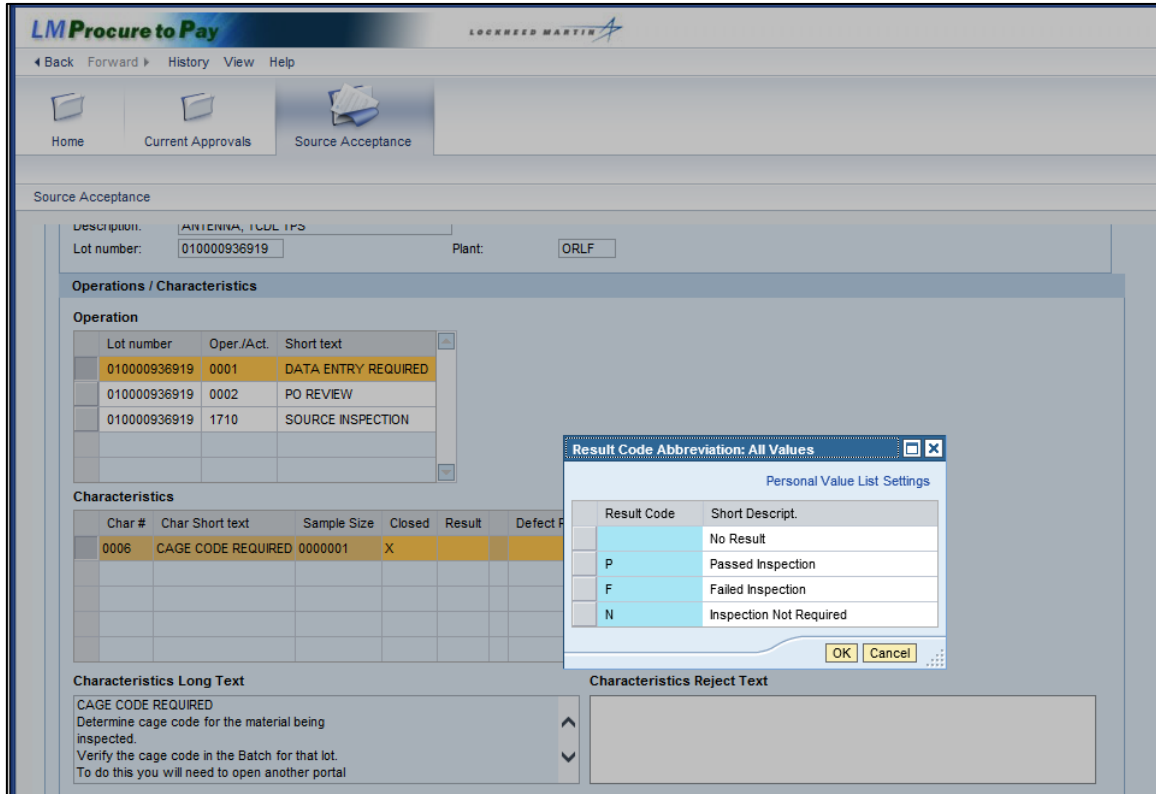 LM Procure to Pay LOCKHEED MARTIN
Back Forward History View Help
Home Current Approvals Source Acceptance
Source Acceptance
Description: ANTENNA, TCDL TPS
Lot number: 010000936919 Plant: ORLF
Operations / Characteristics
Operation
Lot number Oper./Act. Short text
010000936919 0001 DATA ENTRY REQUIRED
010000936919 0002 PO REVIEW
010000936919 1710 SOURCE INSPECTION
Characteristics
Char # Char Short text Sample Size Closed Result Defect
0006 CAGE CODE REQUIRED 0000001 X
Result Code Abbreviation: All Values
Personal Value List Settings
Result Code Short Descript.
No Result
P Passed Inspection
F Failed Inspection
N Inspection Not Required
OK Cancel
Characteristics Long Text
CAGE CODE REQUIRED
Determine cage code for the material being
inspected.
Verify the cage code in the Batch for that lot.
To do this you will need to open another portal
Characteristics Reject Text